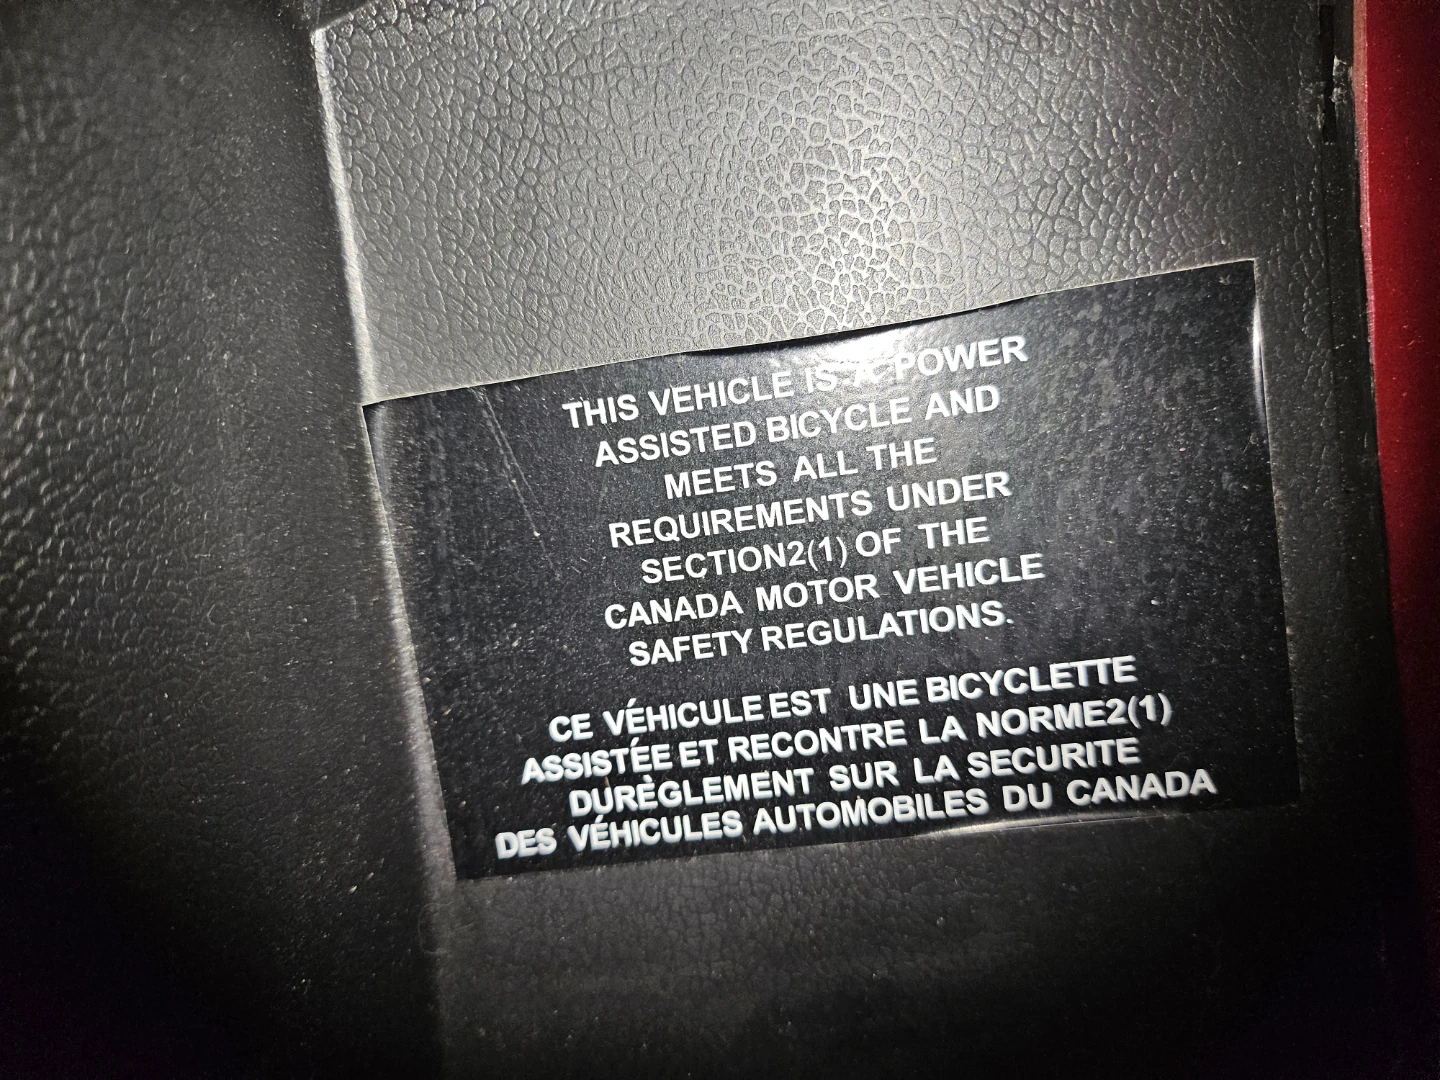 THIS VEHICLE IS A POWER
ASSISTED BICYCLE AND
MEETS ALL THE
REQUIREMENTS UNDER
SECTION2(1) OF THE
CANADA MOTOR VEHICLE
SAFETY REGULATIONS.
CE VÉHICULE EST UNE BICYCLETTE
ASSISTÉE ET RECONTRE LA NORME2(1)
DURÈGLEMENT SUR LA SECURITE
DES VÉHICULES AUTOMOBILES DU CANADA